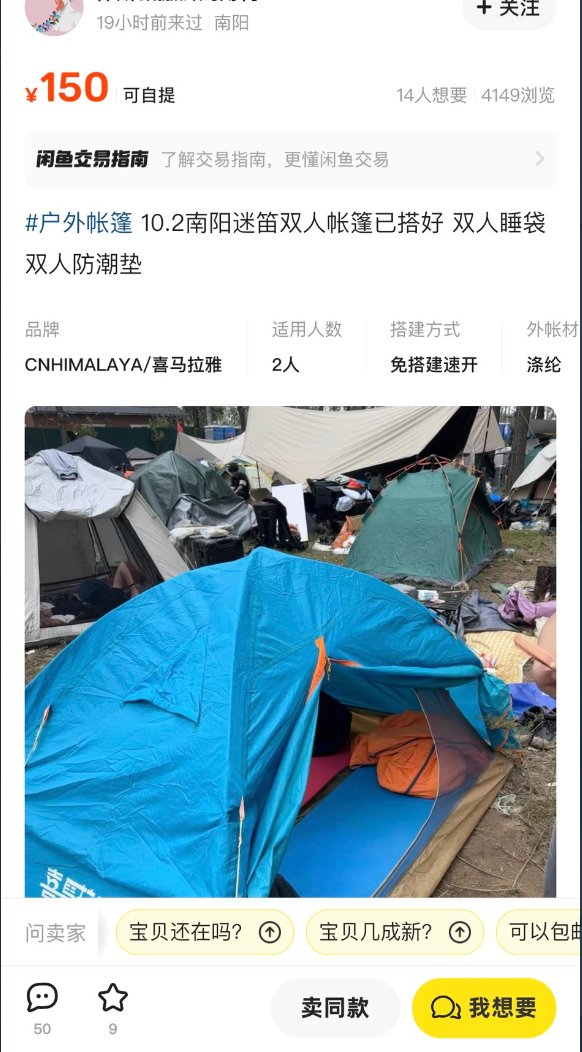 19小时前来过 南阳
+ 关注
¥150 可自提
14人想要 4149浏览
闲鱼交易指南 了解交易指南，更懂闲鱼交易
#户外帐篷 10.2南阳迷笛双人帐篷已搭好 双人睡袋
双人防潮垫
品牌 适用人数 搭建方式 外帐材
CNHIMALAYA/喜马拉雅 2人 免搭建速开 涤纶
问卖家 宝贝还在吗? 宝贝几成新? 可以包邮
50 9 卖同款 我想要